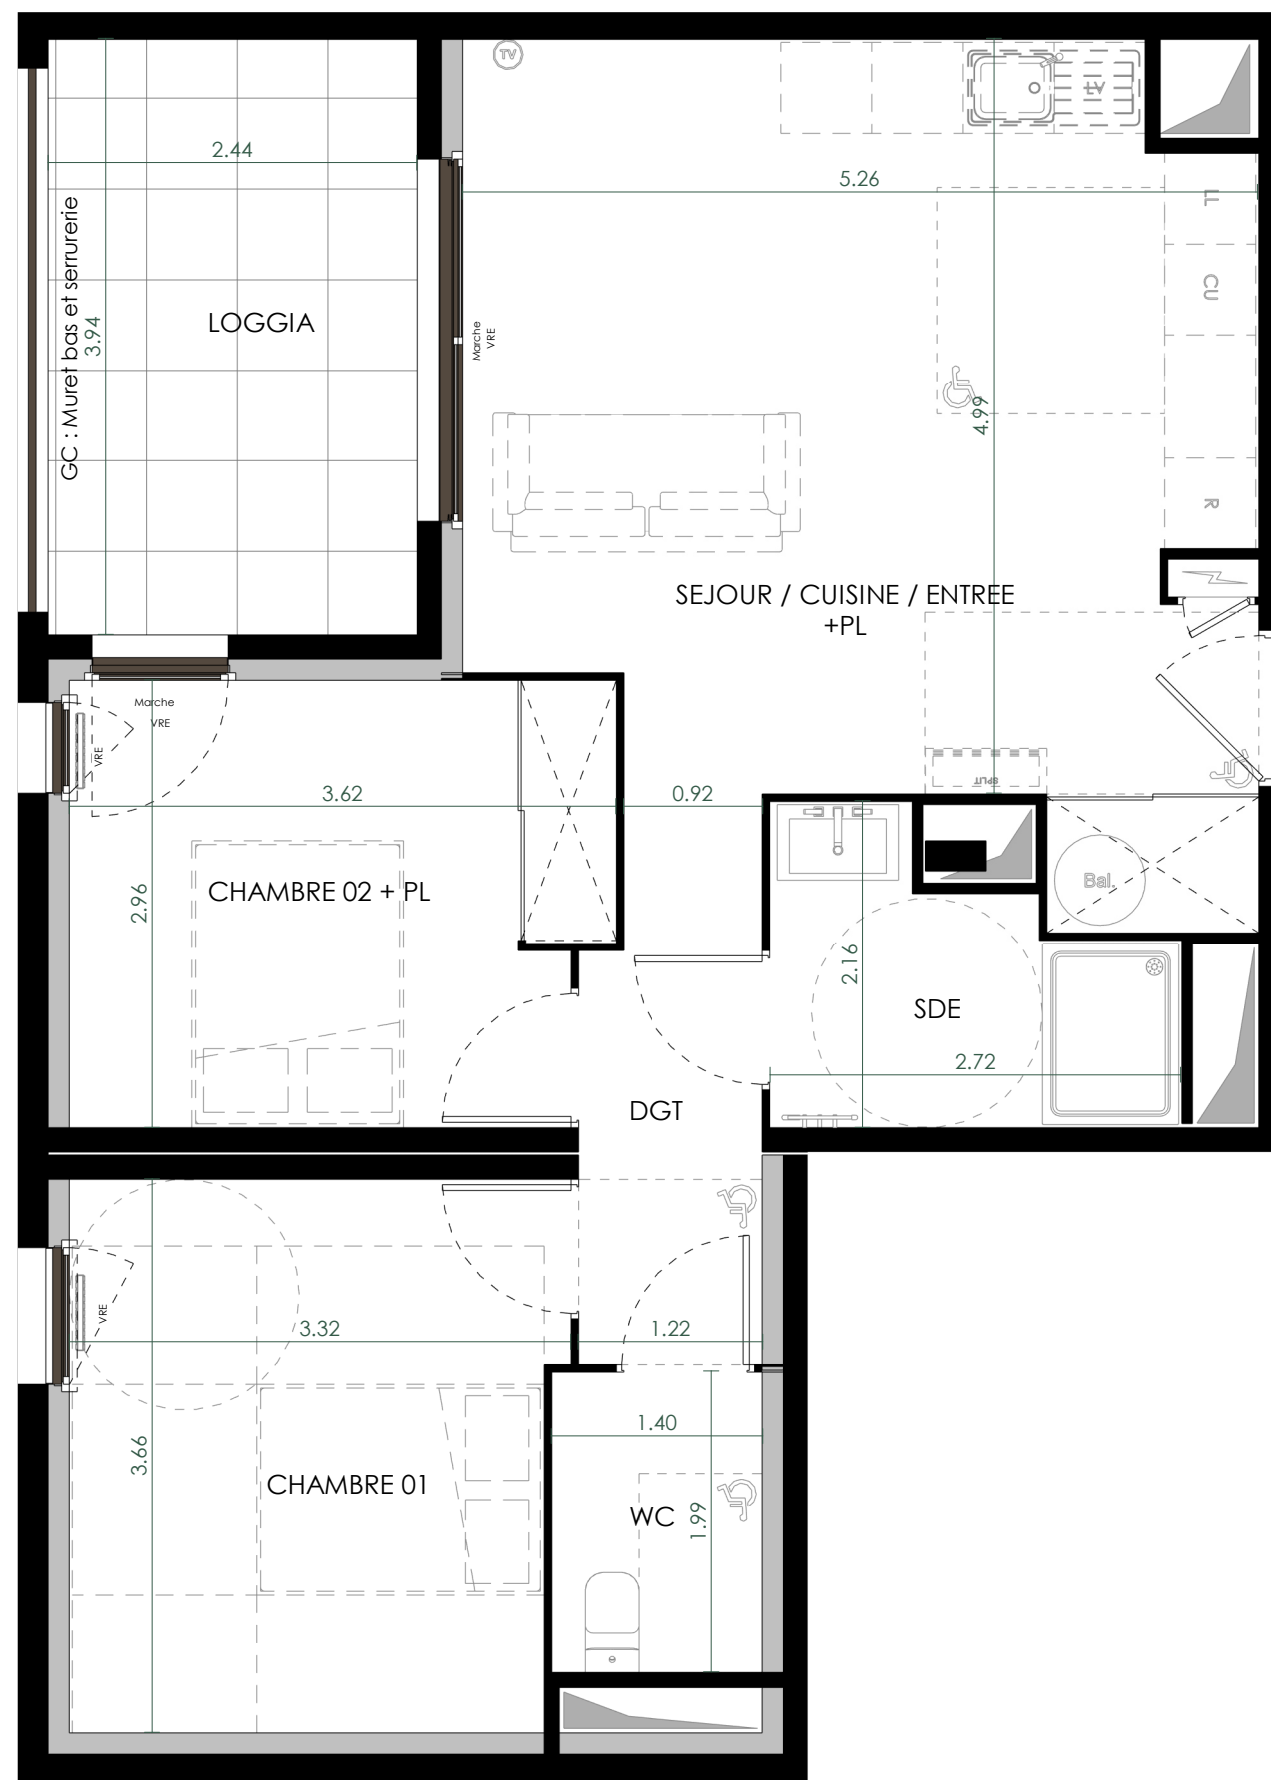 TV
LV
2.44
5.26
LL
GC : Muret bas et serrurerie
3.94
LOGGIA
CU
Marche
VRE
4.99
R
SEJOUR / CUISINE / ENTREE
+PL
Marche
VRE
VRE
SPLIT
3.62
0.92
Bal.
CHAMBRE 02 + PL
2.96
2.16
SDE
2.72
DGT
VRE
3.32
1.22
1.40
3.66
CHAMBRE 01
WC
1.99